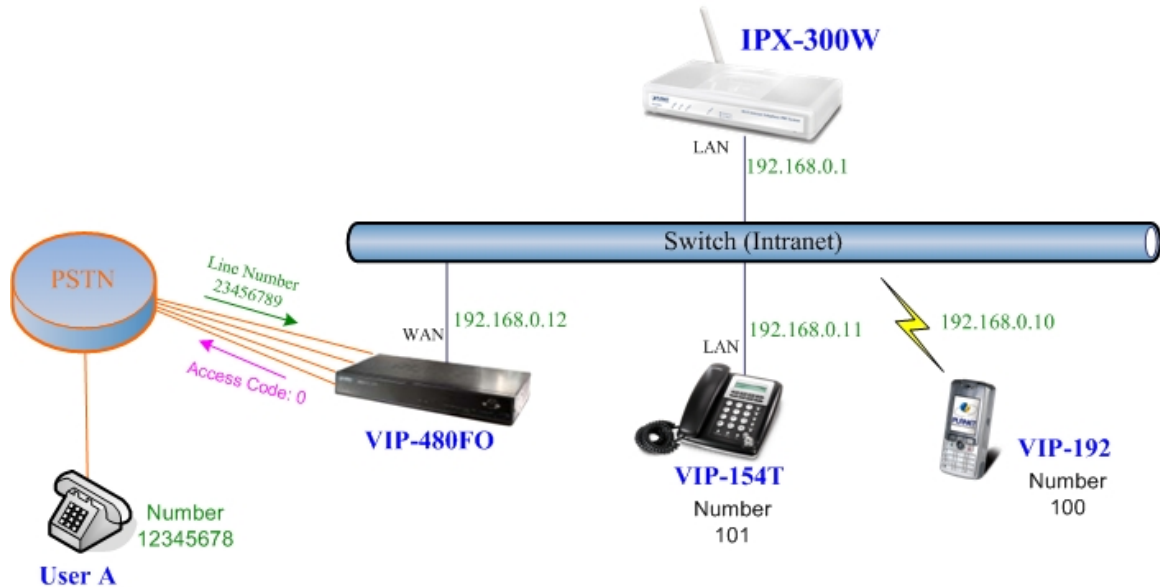 IPX-300W
LAN
192.168.0.1
Switch (Intranet)
PSTN
Line Number
23456789
Access Code: 0
WAN
192.168.0.12
VIP-480FO
LAN
192.168.0.11
VIP-154T
Number
101
192.168.0.10
PLANET
VIP-192
Number
100
Number
12345678
User A